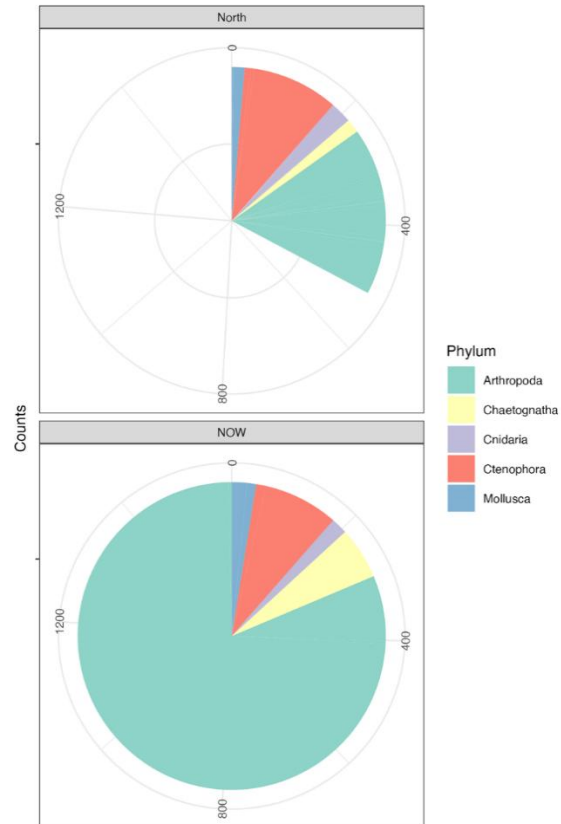 North
0
400
800
1200
Counts
NOW
0
400
800
1200
Phylum
Arthropoda
Chaetognatha
Cnidaria
Ctenophora
Mollusca